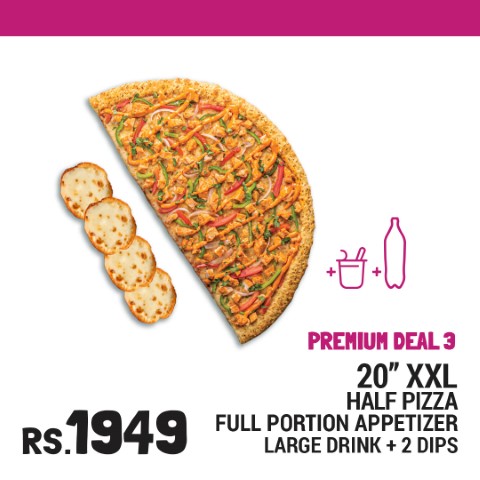 PREMIUM DEAL 3
20" XXL
HALF PIZZA
FULL PORTION APPETIZER
LARGE DRINK + 2 DIPS
RS.1949
+
+